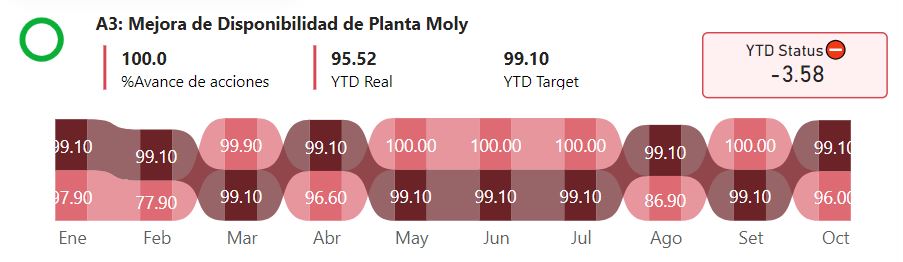 A3: Mejora de Disponibilidad de Planta Moly
100.0 95.52 99.10
%Avance de acciones YTD Real YTD Target
YTD Status
-3.58
99.10 99.10 99.90 99.10 100.00 100.00 100.00 99.10 100.00 99.10
97.90 77.90 99.10 96.60 99.10 99.10 99.10 86.90 99.10 96.00
Ene Feb Mar Abr May Jun Jul Ago Set Oct